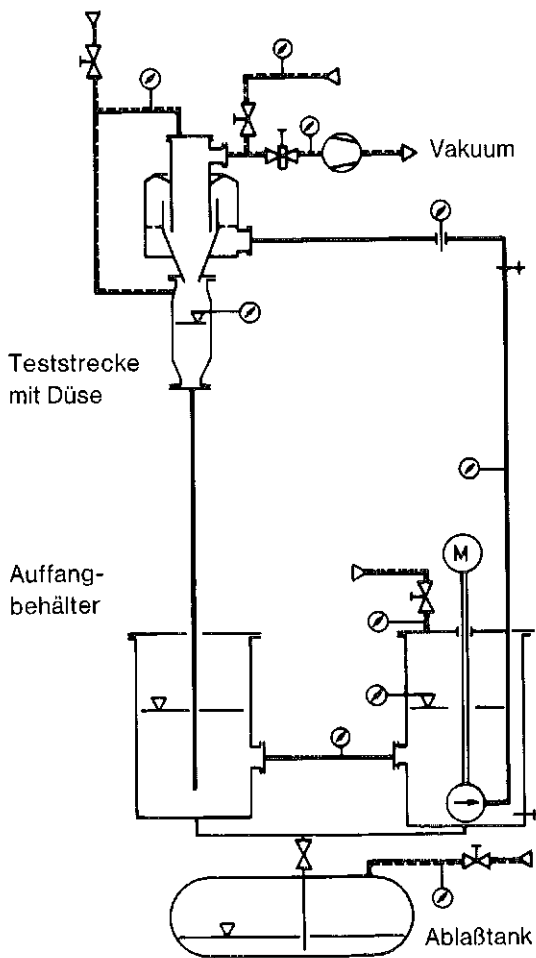 Vakuum
Teststrecke
mit Düse
M
Auffang-
behälter
Ablaßtank